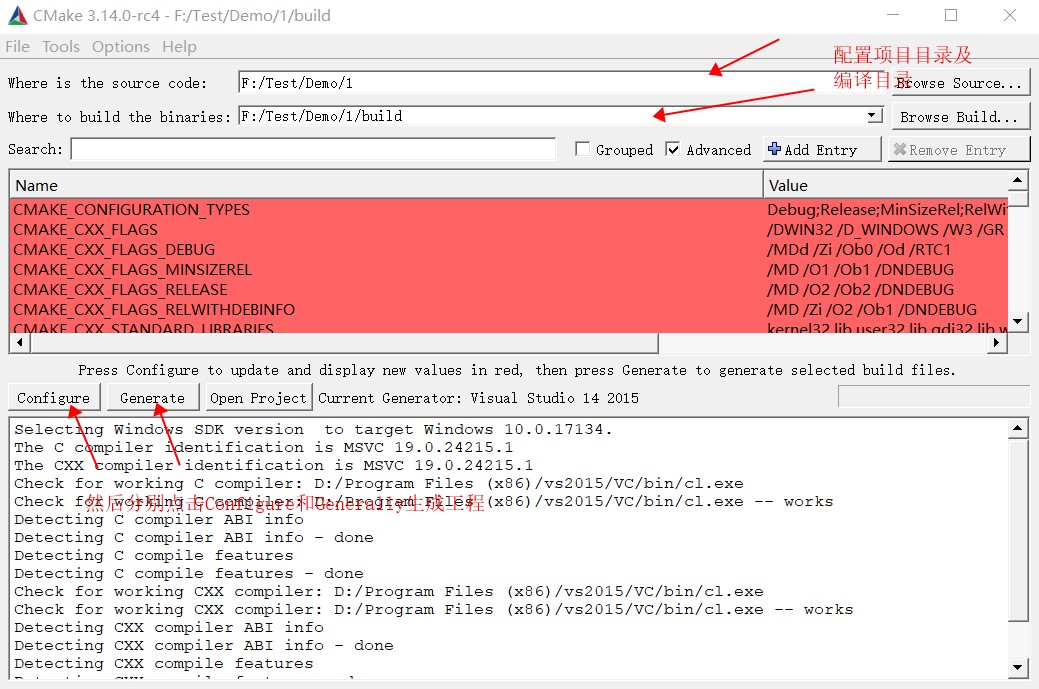 CMake 3.14.0-rc4 - F:/Test/Demo/1/build
File Tools Options Help
配置项目目录及
编译目录
Where is the source code: F:/Test/Demo/1 Browse Source...
Where to build the binaries: F:/Test/Demo/1/build Browse Build...
Search: Grouped Advanced Add Entry Remove Entry
Name Value
CMAKE_CONFIGURATION_TYPES Debug;Release;MinSizeRel;RelWi
CMAKE_CXX_FLAGS /DWIN32 /D_WINDOWS /W3 /GR
CMAKE_CXX_FLAGS_DEBUG /MDd /Zi /Ob0 /Od /RTC1
CMAKE_CXX_FLAGS_MINSIZEREL /MD /O1 /Ob1 /DNDEBUG
CMAKE_CXX_FLAGS_RELEASE /MD /O2 /Ob2 /DNDEBUG
CMAKE_CXX_FLAGS_RELWITHDEBINFO /MD /Zi /O2 /Ob1 /DNDEBUG
CMAKE_CXX_STANDARD_LIBRARIES kernel32.lib user32.lib gdi32.lib w
Press Configure to update and display new values in red, then press Generate to generate selected build files.
Configure Generate Open Project Current Generator: Visual Studio 14 2015
Selecting Windows SDK version  to target Windows 10.0.17134.
The C compiler identification is MSVC 19.0.24215.1
The CXX compiler identification is MSVC 19.0.24215.1
Check for working C compiler: D:/Program Files (x86)/vs2015/VC/bin/cl.exe
Check for working C compiler: D:/Program Files (x86)/vs2015/VC/bin/cl.exe -- works
然后分别点击Configure和Generally生成工程
Detecting C compiler ABI info
Detecting C compiler ABI info - done
Detecting C compile features
Detecting C compile features - done
Check for working CXX compiler: D:/Program Files (x86)/vs2015/VC/bin/cl.exe
Check for working CXX compiler: D:/Program Files (x86)/vs2015/VC/bin/cl.exe -- works
Detecting CXX compiler ABI info
Detecting CXX compiler ABI info - done
Detecting CXX compile features